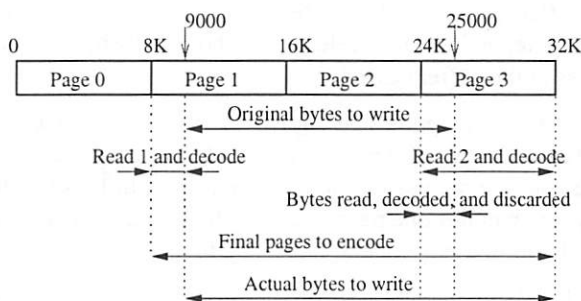 9000 25000
0 8K 16K 24K 32K
Page 0 Page 1 Page 2 Page 3
Original bytes to write
Read 1 and decode Read 2 and decode
Bytes read, decoded, and discarded
Final pages to encode
Actual bytes to write